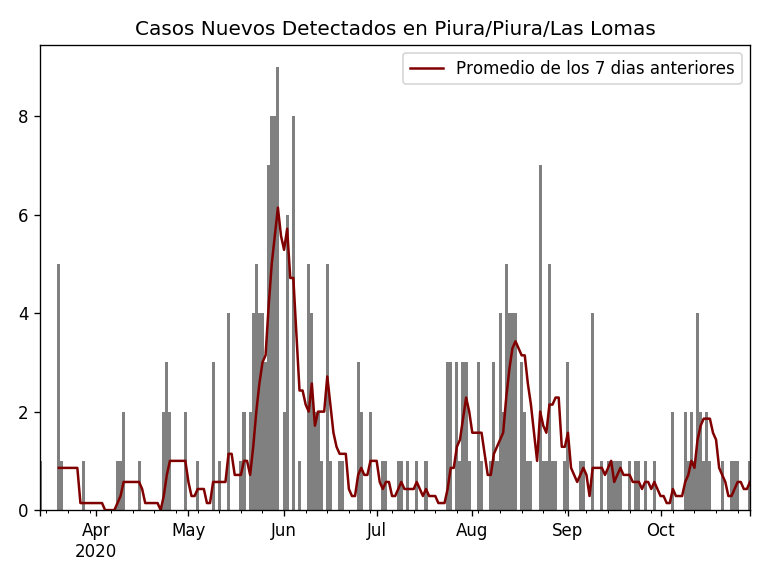 Casos Nuevos Detectados en Piura/Piura/Las Lomas
Promedio de los 7 dias anteriores
8
6
4
2
0
Apr May Jun Jul Aug Sep Oct
2020